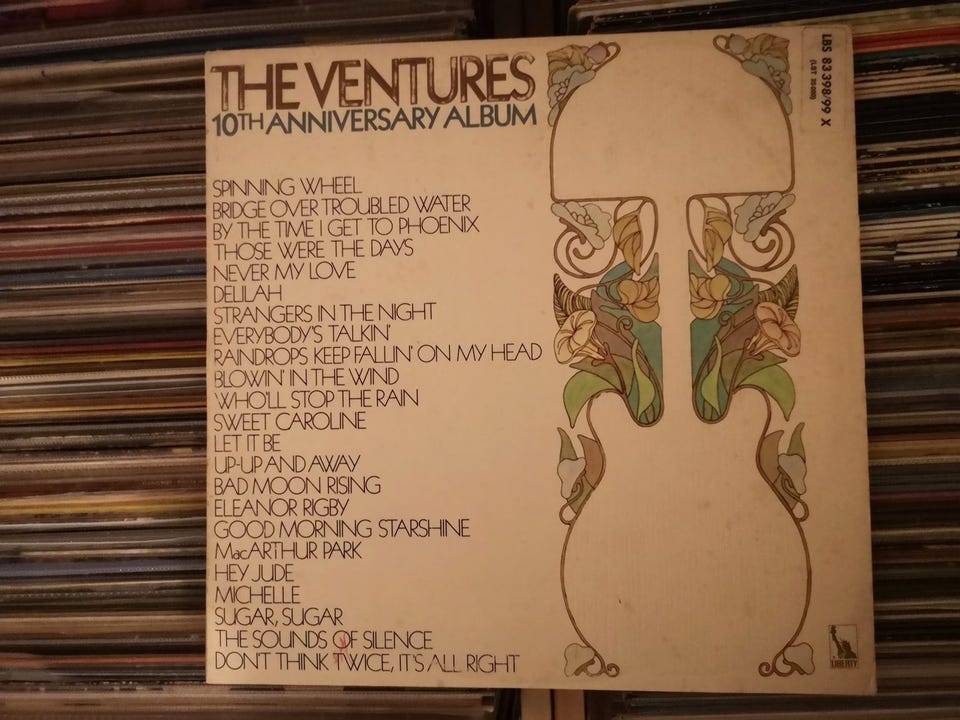 THE VENTURES
10TH ANNIVERSARY ALBUM
SPINNING WHEEL
BRIDGE OVER TROUBLED WATER
BY THE TIME I GET TO PHOENIX
THOSE WERE THE DAYS
NEVER MY LOVE
DELILAH
STRANGERS IN THE NIGHT
EVERYBODY'S TALKIN'
RAINDROPS KEEP FALLIN' ON MY HEAD
BLOWIN' IN THE WIND
WHO'LL STOP THE RAIN
SWEET CAROLINE
LET IT BE
UP-UP AND AWAY
BAD MOON RISING
ELEANOR RIGBY
GOOD MORNING STARSHINE
MacARTHUR PARK
HEY JUDE
MICHELLE
SUGAR, SUGAR
THE SOUNDS OF SILENCE
DON'T THINK TWICE, IT'S ALL RIGHT
LBS 83 398/99 X
(LST 35 000)
LIBERTY